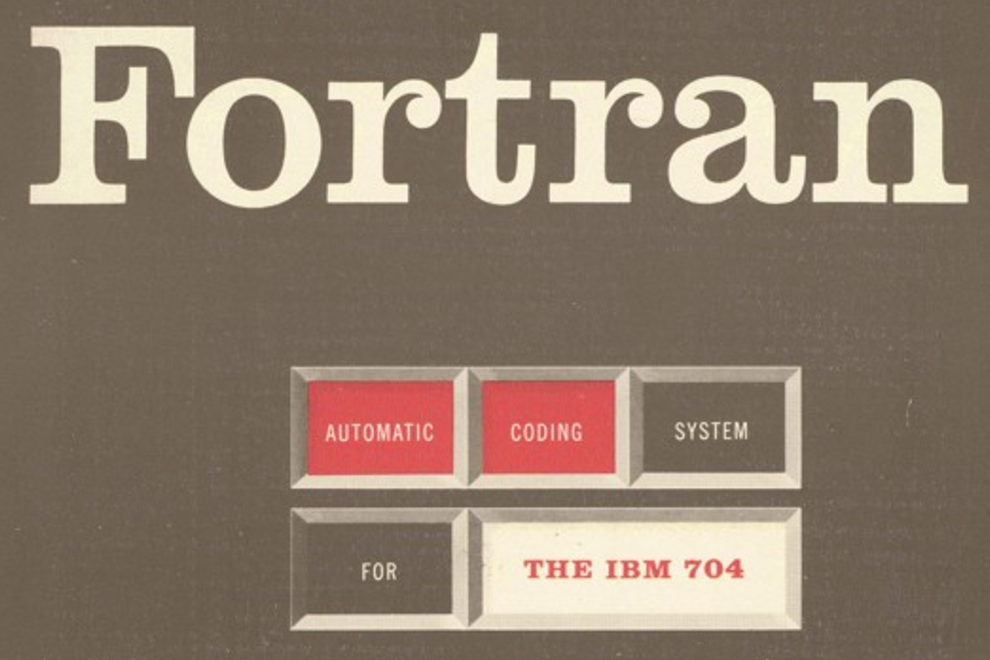 Fortran
AUTOMATIC CODING SYSTEM
FOR THE IBM 704